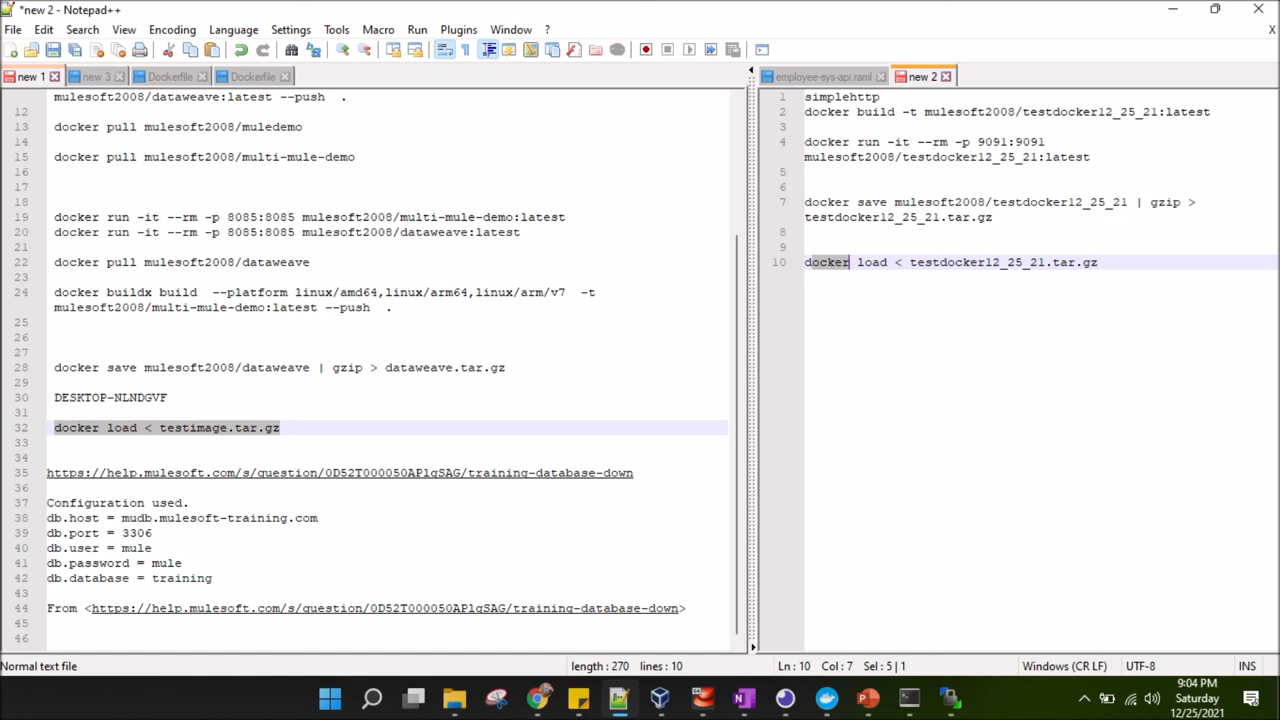 *new 2 - Notepad++
File Edit Search View Encoding Language Settings Tools Macro Run Plugins Window ?
X
new 1 new 3 Dockerfile Dockerfile
employee-sys-api.raml new 2
mulesoft2008/dataweave:latest --push .
12
13 docker pull mulesoft2008/muledemo
14
15 docker pull mulesoft2008/multi-mule-demo
16
17
18
19 docker run -it --rm -p 8085:8085 mulesoft2008/multi-mule-demo:latest
20 docker run -it --rm -p 8085:8085 mulesoft2008/dataweave:latest
21
22 docker pull mulesoft2008/dataweave
23
24 docker buildx build --platform linux/amd64,linux/arm64,linux/arm/v7 -t
mulesoft2008/multi-mule-demo:latest --push .
25
26
27
28 docker save mulesoft2008/dataweave | gzip > dataweave.tar.gz
29
30 DESKTOP-NLNDGVF
31
32 docker load < testimage.tar.gz
33
34
35 https://help.mulesoft.com/s/question/0D52T000050APlqSAG/training-database-down
36
37 Configuration used.
38 db.host = mudb.mulesoft-training.com
39 db.port = 3306
40 db.user = mule
41 db.password = mule
42 db.database = training
43
44 From <https://help.mulesoft.com/s/question/0D52T000050APlqSAG/training-database-down>
45
46
1 simplehttp
2 docker build -t mulesoft2008/testdocker12_25_21:latest
3
4 docker run -it --rm -p 9091:9091
mulesoft2008/testdocker12_25_21:latest
5
6
7 docker save mulesoft2008/testdocker12_25_21 | gzip >
testdocker12_25_21.tar.gz
8
9
10 docker load < testdocker12_25_21.tar.gz
Normal text file length : 270 lines : 10 Ln : 10 Col : 7 Sel : 5 | 1 Windows (CR LF) UTF-8 INS
9:04 PM
Saturday
12/25/2021